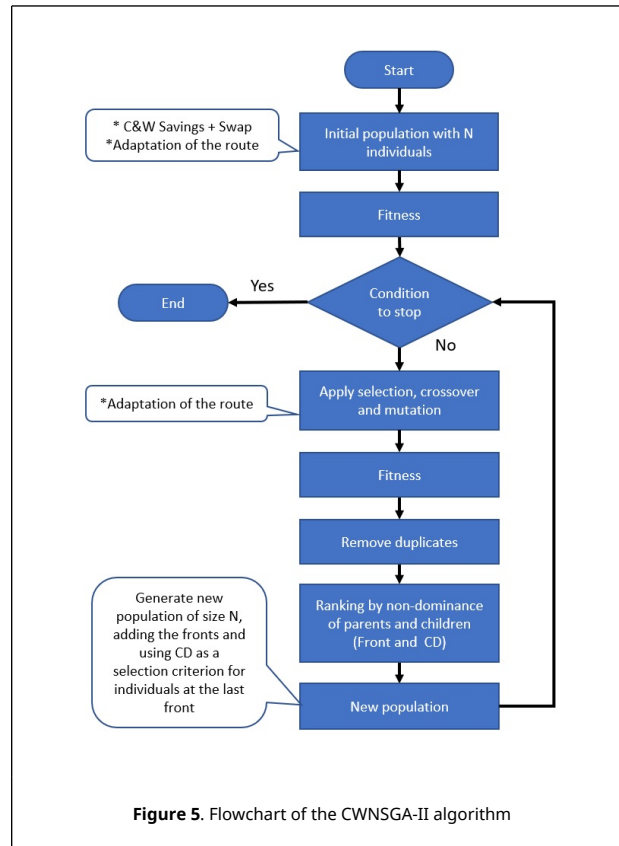 Start
* C&W Savings + Swap
*Adaptation of the route
Initial population with N
individuals
Fitness
Yes
End
Condition
to stop
No
*Adaptation of the route
Apply selection, crossover
and mutation
Fitness
Remove duplicates
Generate new
population of size N,
adding the fronts and
using CD as a
selection criterion for
individuals at the last
front
Ranking by non-dominance
of parents and children
(Front and CD)
New population
Figure 5. Flowchart of the CWNSGA-II algorithm